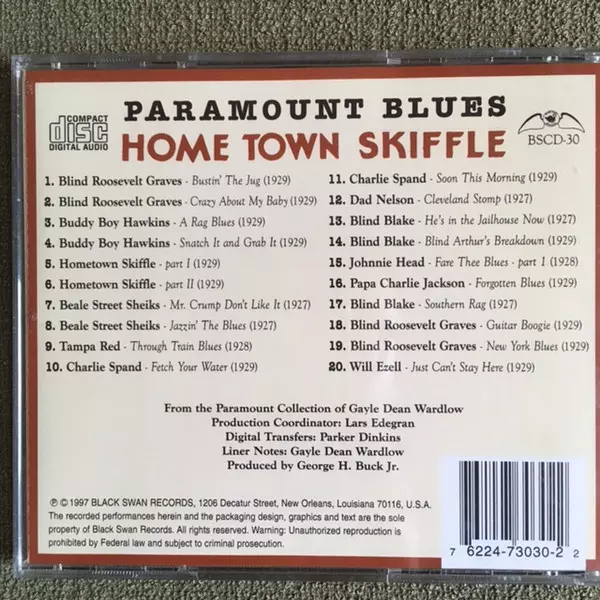 COMPACT
disc
DIGITAL AUDIO
PARAMOUNT BLUES
HOME TOWN SKIFFLE
BSCD-30
1. Blind Roosevelt Graves - Bustin' The Jug (1929)
2. Blind Roosevelt Graves - Crazy About My Baby (1929)
3. Buddy Boy Hawkins - A Rag Blues (1929)
4. Buddy Boy Hawkins - Snatch It and Grab It (1929)
5. Hometown Skiffle - part I (1929)
6. Hometown Skiffle - part II (1929)
7. Beale Street Sheiks - Mr. Crump Don't Like It (1927)
8. Beale Street Sheiks - Jazzin' The Blues (1927)
9. Tampa Red - Through Train Blues (1928)
10. Charlie Spand - Fetch Your Water (1929)
11. Charlie Spand - Soon This Morning (1929)
12. Dad Nelson - Cleveland Stomp (1927)
13. Blind Blake - He's in the Jailhouse Now (1927)
14. Blind Blake - Blind Arthur's Breakdown (1929)
15. Johnnie Head - Fare Thee Blues - part 1 (1928)
16. Papa Charlie Jackson - Forgotten Blues (1929)
17. Blind Blake - Southern Rag (1927)
18. Blind Roosevelt Graves - Guitar Boogie (1929)
19. Blind Roosevelt Graves - New York Blues (1929)
20. Will Ezell - Just Can't Stay Here (1929)
From the Paramount Collection of Gayle Dean Wardlow
Production Coordinator: Lars Edegran
Digital Transfers: Parker Dinkins
Liner Notes: Gayle Dean Wardlow
Produced by George H. Buck Jr.
℗ © 1997 BLACK SWAN RECORDS, 1206 Decatur Street, New Orleans, Louisiana 70116, U.S.A.
The recorded performances herein and the packaging design, graphics and text are the sole
property of Black Swan Records. All rights reserved. Warning: Unauthorized reproduction is
prohibited by Federal law and subject to criminal prosecution.
7 62247-73030-2 2